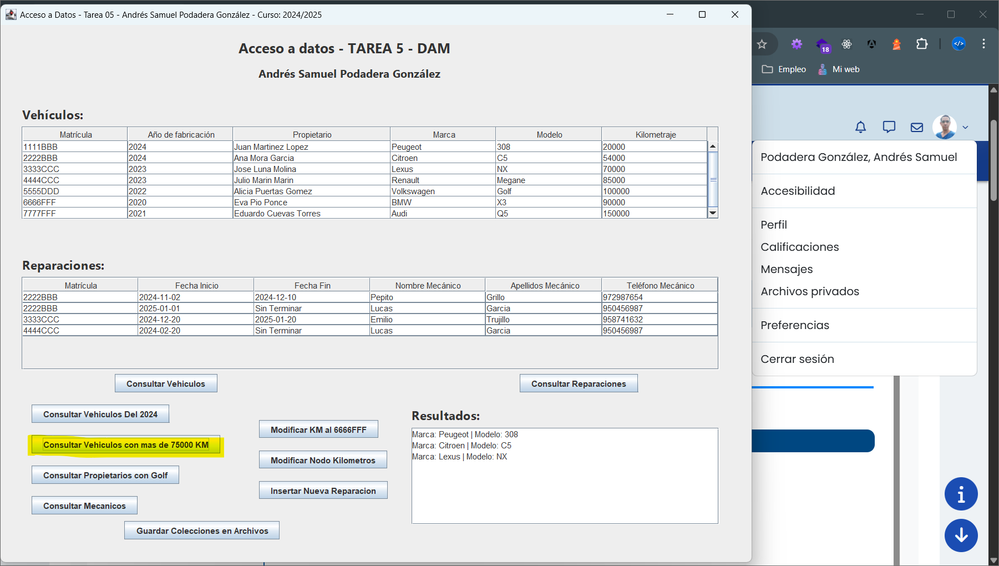 Acceso a Datos - Tarea 05 - Andrés Samuel Podadera González - Curso: 2024/2025
Acceso a datos - TAREA 5 - DAM
Andrés Samuel Podadera González
Vehículos:
Matrícula Año de fabricación Propietario Marca Modelo Kilometraje
1111BBB 2024 Juan Martinez Lopez Peugeot 308 20000
2222BBB 2024 Ana Mora Garcia Citroen C5 54000
3333CCC 2023 Jose Luna Molina Lexus NX 70000
4444CCC 2023 Julio Marin Marin Renault Megane 85000
5555DDD 2022 Alicia Puertas Gomez Volkswagen Golf 100000
6666FFF 2020 Eva Pio Ponce BMW X3 90000
7777FFF 2021 Eduardo Cuevas Torres Audi Q5 150000
Reparaciones:
Matrícula Fecha Inicio Fecha Fin Nombre Mecánico Apellidos Mecánico Teléfono Mecánico
2222BBB 2024-11-02 2024-12-10 Pepito Grillo 972987654
2222BBB 2025-01-01 Sin Terminar Lucas Garcia 950456987
3333CCC 2024-12-20 2025-01-20 Emilio Trujillo 958741632
4444CCC 2024-02-20 Sin Terminar Lucas Garcia 950456987
Consultar Vehiculos
Consultar Reparaciones
Consultar Vehiculos Del 2024
Consultar Vehiculos con mas de 75000 KM
Consultar Propietarios con Golf
Consultar Mecanicos
Guardar Colecciones en Archivos
Modificar KM al 6666FFF
Modificar Nodo Kilometros
Insertar Nueva Reparacion
Resultados:
Marca: Peugeot | Modelo: 308
Marca: Citroen | Modelo: C5
Marca: Lexus | Modelo: NX
18
Empleo
Mi web
Podadera González, Andrés Samuel
Accesibilidad
Perfil
Calificaciones
Mensajes
Archivos privados
Preferencias
Cerrar sesión